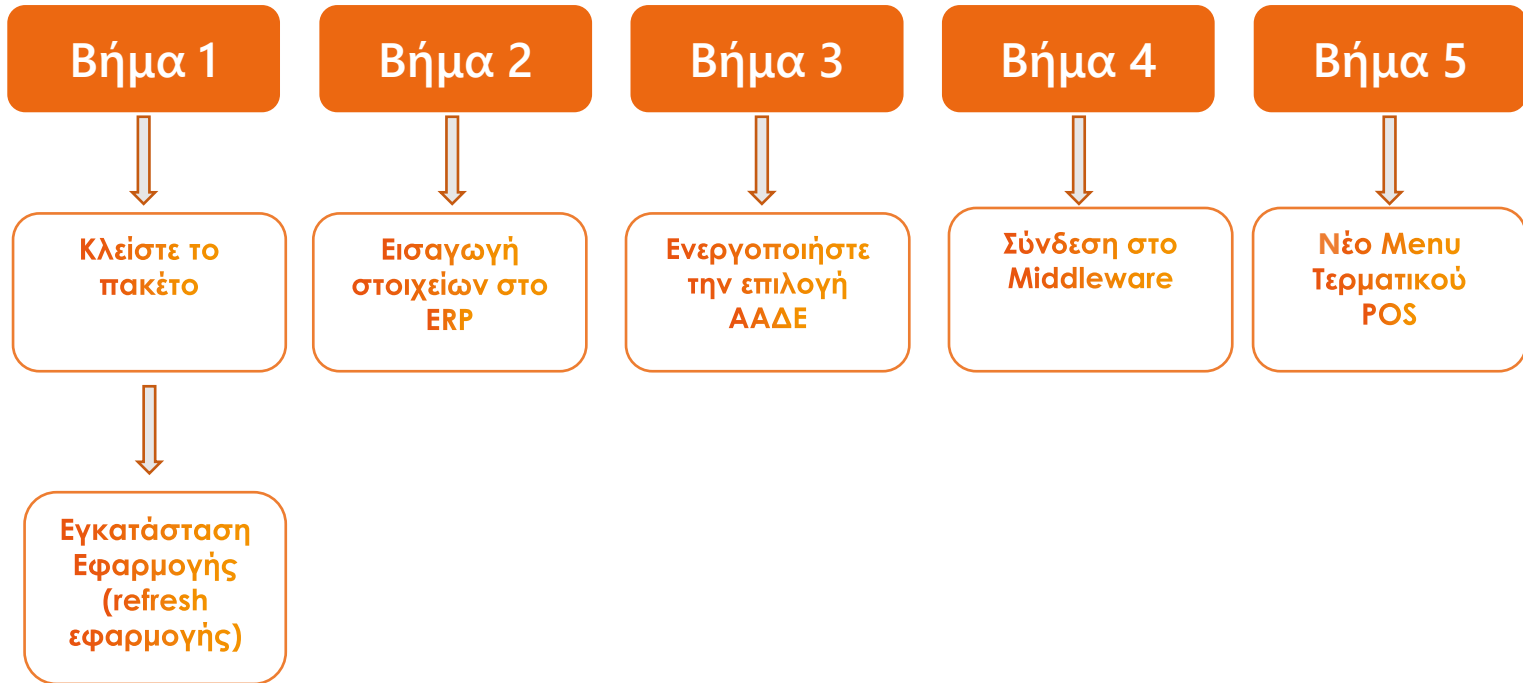 Βήμα 1
Βήμα 2
Βήμα 3
Βήμα 4
Βήμα 5
Κλείστε το
πακέτο
Εισαγωγή
στοιχείων στο
ERP
Ενεργοποιήστε
την επιλογή
ΑΑΔΕ
Σύνδεση στο
Middleware
Νέο Menu
Τερματικού
POS
Εγκατάσταση
Εφαρμογής
(refresh
εφαρμογής)